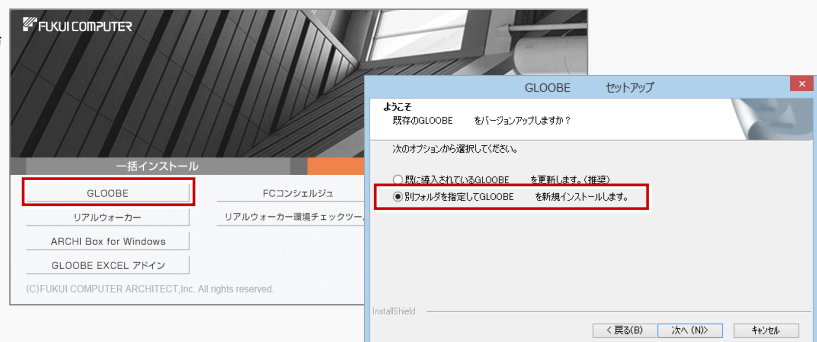 FUKUI COMPUTER
一括インストール
GLOOBE
FCコンシェルジュ
リアルウォーカー
リアルウォーカー環境チェックツー
ARCHI Box for Windows
GLOOBE EXCEL アドイン
(C)FUKUI COMPUTER ARCHITECT,Inc. All rights reserved.
GLOOBE セットアップ
ようこそ
既存のGLOOBE をバージョンアップしますか？
次のオプションから選択してください。
既に導入されているGLOOBE を更新します。(推奨)
別フォルダを指定してGLOOBE を新規インストールします。
InstallShield
< 戻る(B)
次へ (N)>
キャンセル